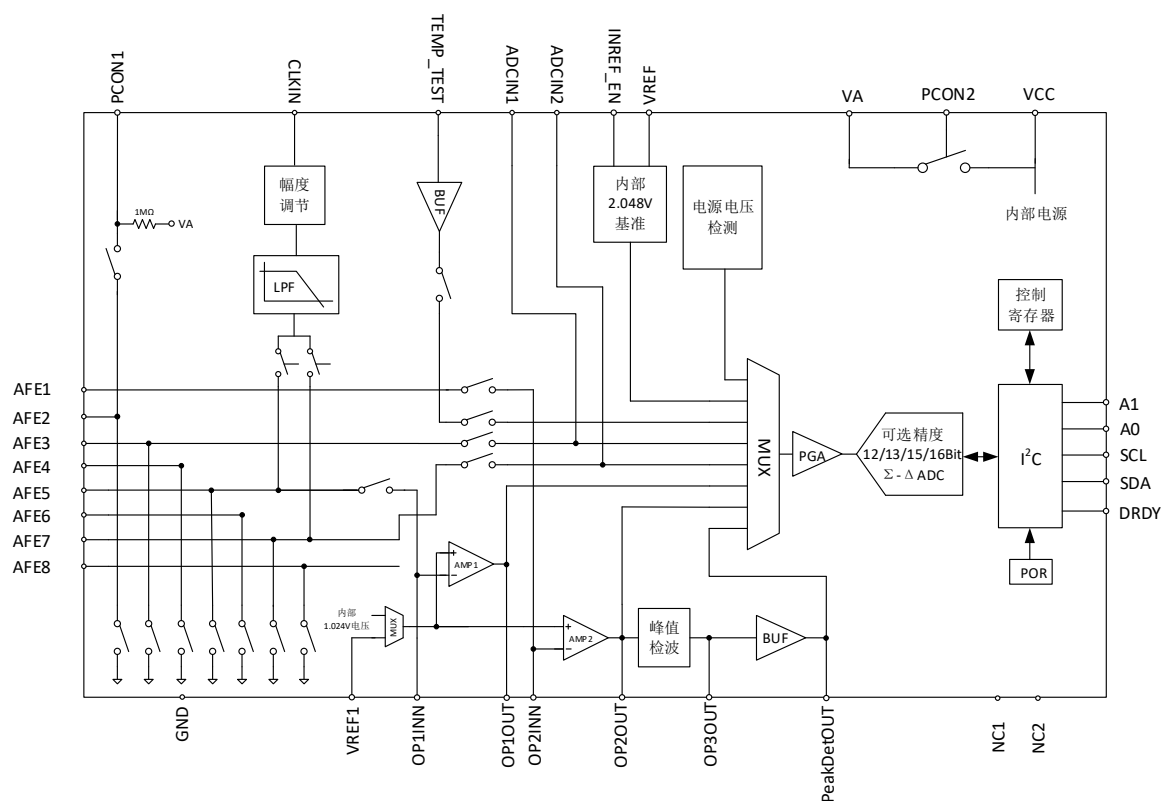 PCON1
CLKIN
TEMP_TEST
ADCIN1
ADCIN2
INREF_EN
VREF
VA
PCON2
VCC
幅度
调节
BUF
内部
2.048V
基准
电源电压
检测
内部电源
1MΩ
VA
LPF
控制
寄存器
AFE1
AFE2
AFE3
AFE4
AFE5
AFE6
AFE7
AFE8
MUX
PGA
可选精度
12/13/15/16Bit
Σ-Δ ADC
I²C
A1
A0
SCL
SDA
DRDY
POR
+
−
AMP1
内部
1.024V电压
MUX
+
−
AMP2
峰值
检波
BUF
GND
VREF1
OP1INN
OP1OUT
OP2INN
OP2OUT
OP3OUT
PeakDetOUT
NC1
NC2